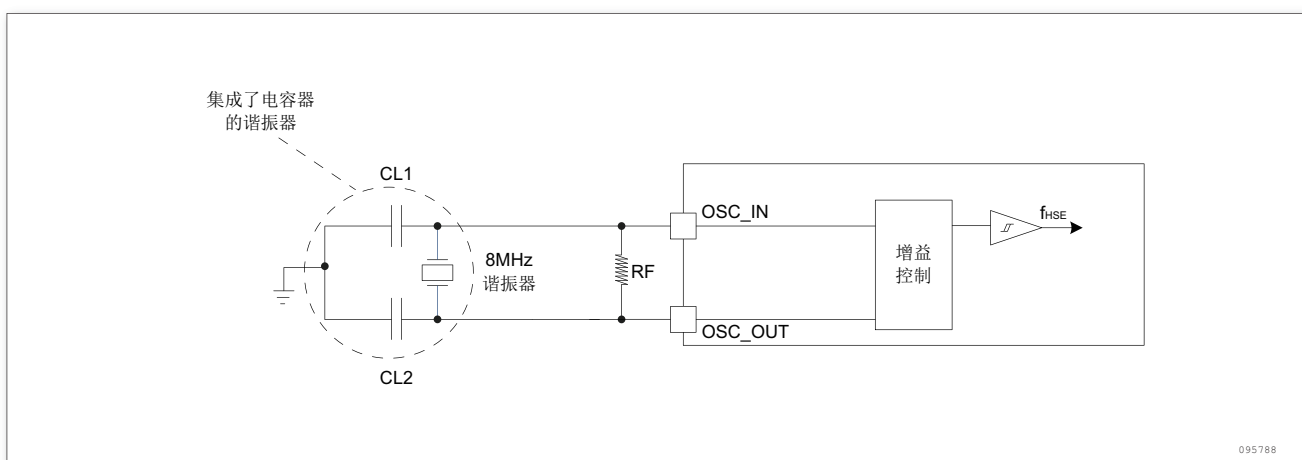 集成了电容器
的谐振器
CL1
OSC_IN
fHSE
8MHz
谐振器
RF
增益
控制
OSC_OUT
CL2
095788